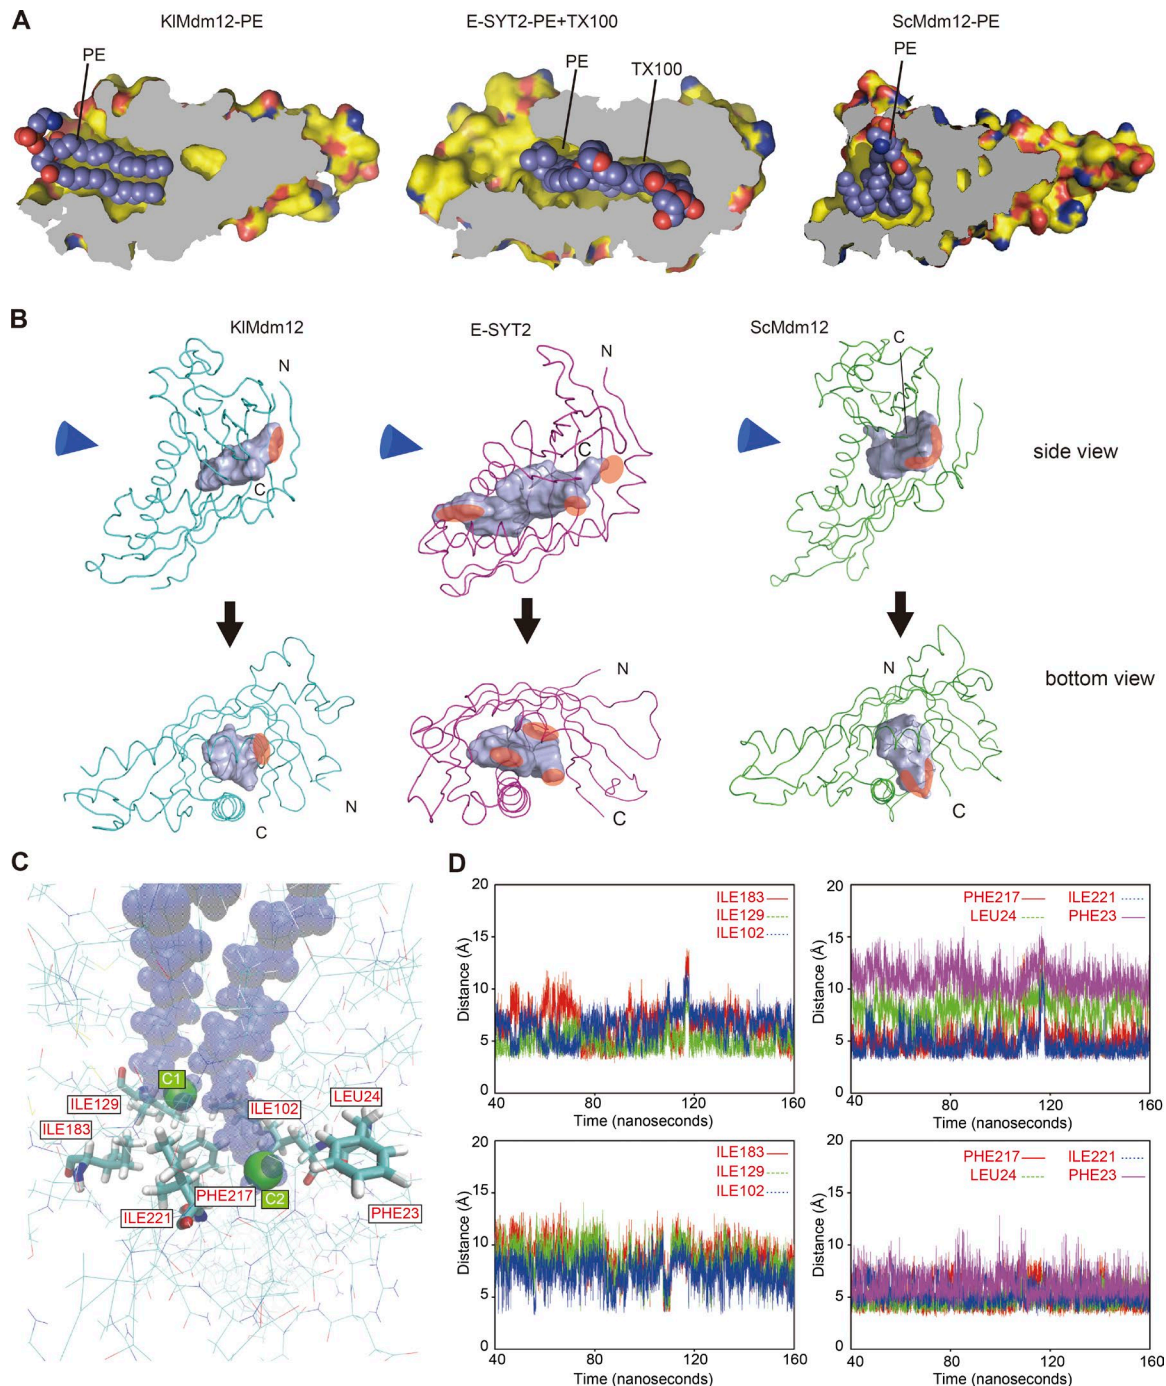 A
KlMdm12-PE
E-SYT2-PE+TX100
ScMdm12-PE
PE
PE
TX100
PE
B
KlMdm12
E-SYT2
ScMdm12
N
C
N
C
C
side view
N
C
N
C
N
C
bottom view
C
C1
ILE129
ILE183
ILE102
LEU24
PHE217
C2
ILE221
PHE23
D
20
15
10
5
0
Distance (Å)
ILE183
ILE129
ILE102
40 80 120 160
Time (nanoseconds)
20
15
10
5
0
Distance (Å)
PHE217 ILE221
LEU24 PHE23
40 80 120 160
Time (nanoseconds)
20
15
10
5
0
Distance (Å)
ILE183
ILE129
ILE102
40 80 120 160
Time (nanoseconds)
20
15
10
5
0
Distance (Å)
PHE217 ILE221
LEU24 PHE23
40 80 120 160
Time (nanoseconds)